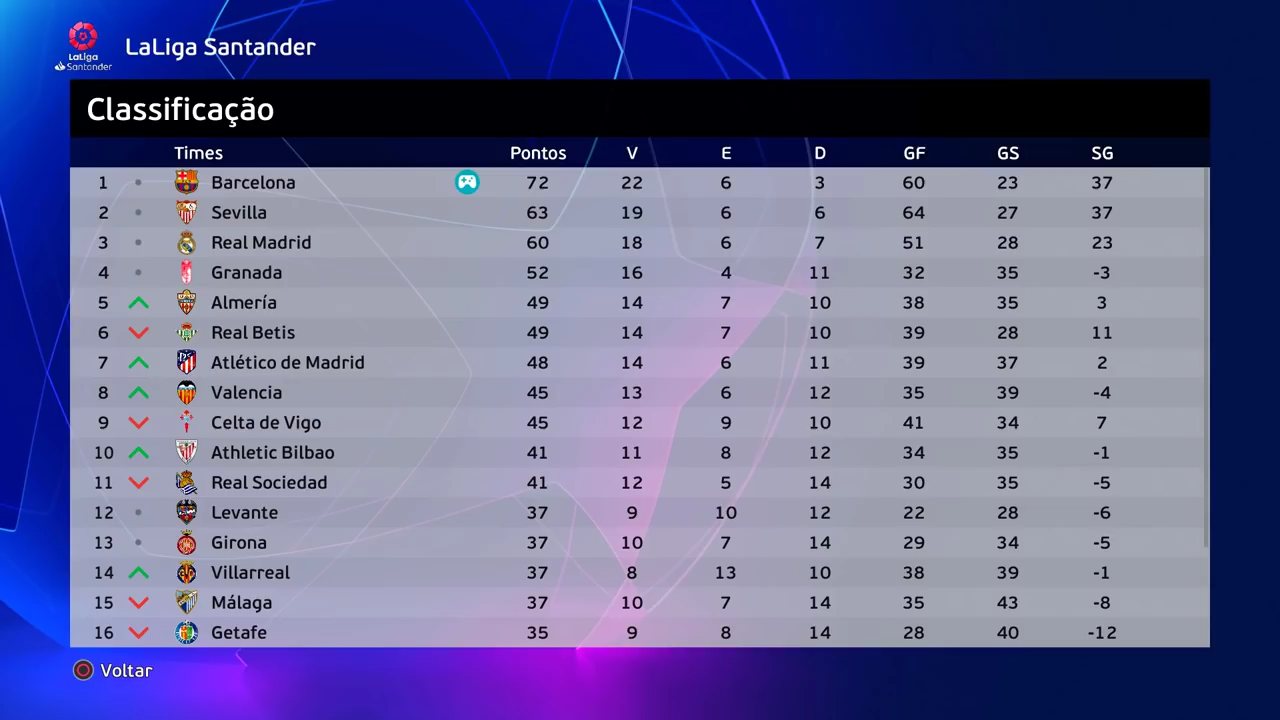 LaLiga
Santander
LaLiga Santander
Classificação
Times Pontos V E D GF GS SG
1 Barcelona 72 22 6 3 60 23 37
2 Sevilla 63 19 6 6 64 27 37
3 Real Madrid 60 18 6 7 51 28 23
4 Granada 52 16 4 11 32 35 -3
5 Almería 49 14 7 10 38 35 3
6 Real Betis 49 14 7 10 39 28 11
7 Atlético de Madrid 48 14 6 11 39 37 2
8 Valencia 45 13 6 12 35 39 -4
9 Celta de Vigo 45 12 9 10 41 34 7
10 Athletic Bilbao 41 11 8 12 34 35 -1
11 Real Sociedad 41 12 5 14 30 35 -5
12 Levante 37 9 10 12 22 28 -6
13 Girona 37 10 7 14 29 34 -5
14 Villarreal 37 8 13 10 38 39 -1
15 Málaga 37 10 7 14 35 43 -8
16 Getafe 35 9 8 14 28 40 -12
Voltar